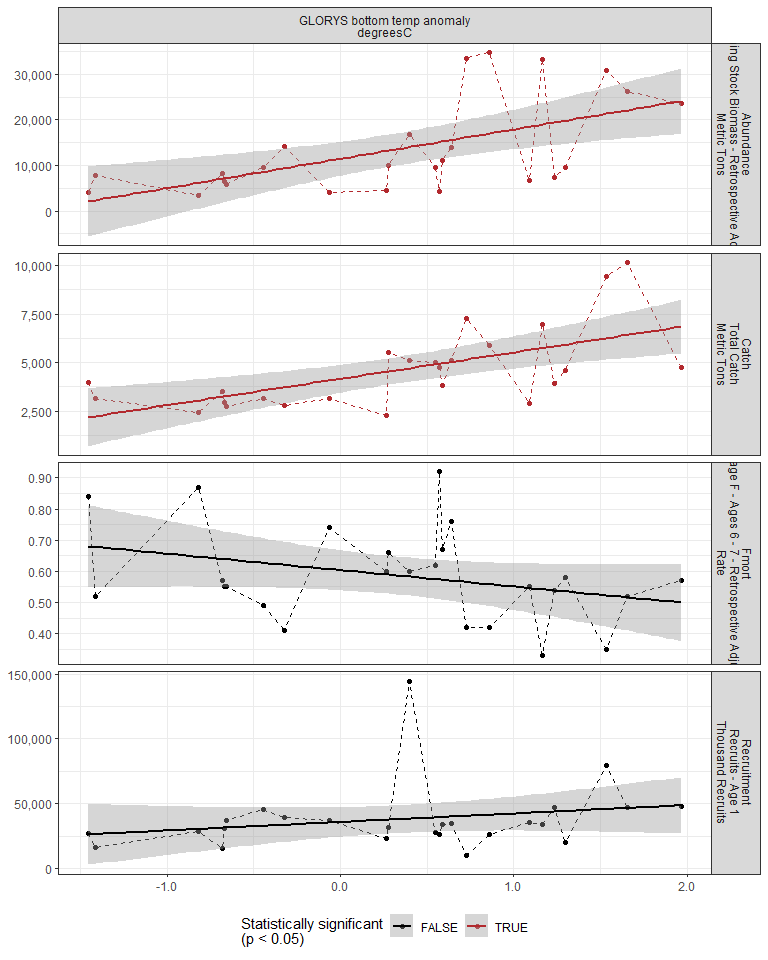 GLORYS bottom temp anomaly
degreesC
30,000
20,000
10,000
0
Abundance
ing Stock Biomass - Retrospective Ad
Metric Tons
10,000
7,500
5,000
2,500
Catch
Total Catch
Metric Tons
0.90
0.80
0.70
0.60
0.50
0.40
Fmort
age F - Ages 6 - 7 - Retrospective Adju
Rate
150,000
100,000
50,000
0
Recruitment
Recruits - Age 1
Thousand Recruits
-1.0 0.0 1.0 2.0
Statistically significant
(p < 0.05)
FALSE TRUE